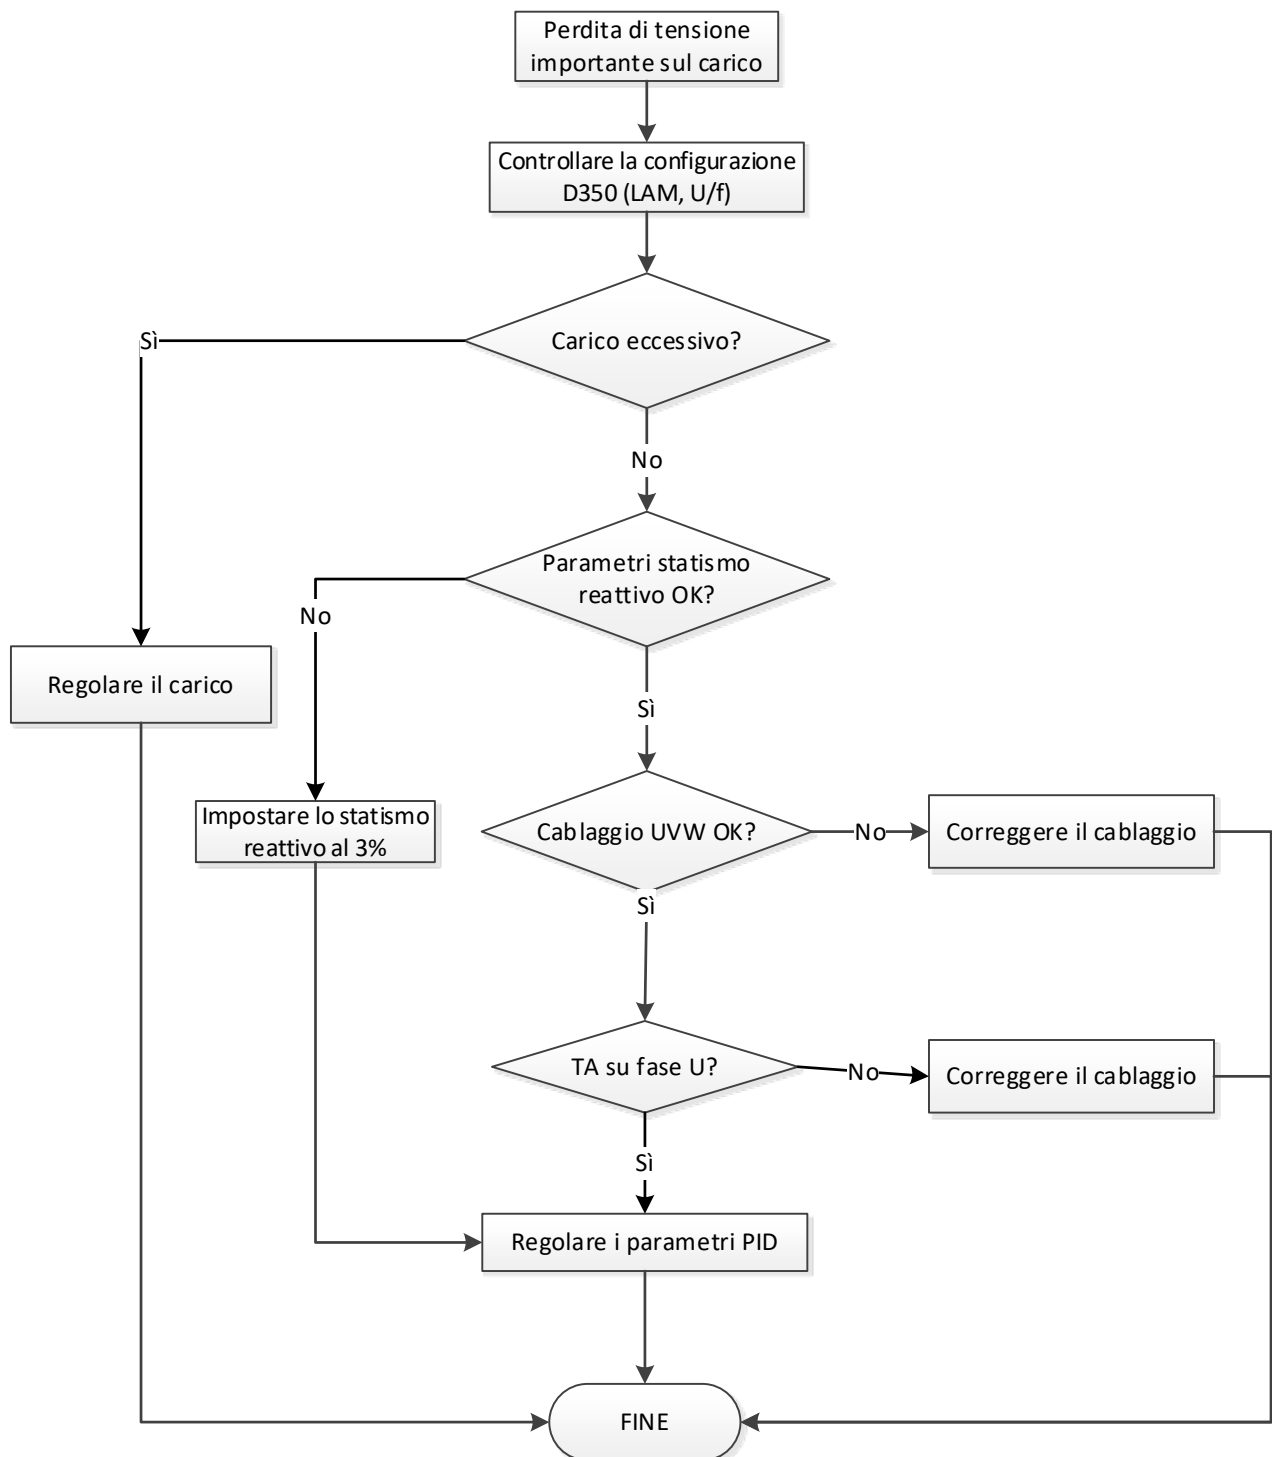 Perdita di tensione
importante sul carico
Controllare la configurazione
D350 (LAM, U/f)
Carico eccessivo?
Sì
No
Parametri statismo
reattivo OK?
No
Sì
Regolare il carico
Impostare lo statismo
reattivo al 3%
Cablaggio UVW OK?
No
Correggere il cablaggio
Sì
TA su fase U?
No
Correggere il cablaggio
Sì
Regolare i parametri PID
FINE